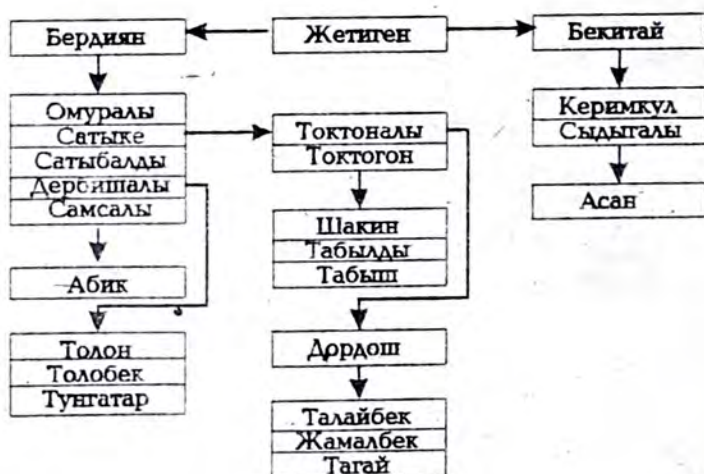 Бердиян
Жетиген
Бекитай
Омуралы
Сатыке
Сатыбалды
Дербишалы
Самсалы
Абик
Толон
Толобек
Тунгатар
Токтоналы
Токтогон
Шакин
Табылды
Табыш
Дордош
Талайбек
Жамалбек
Тагай
Керимкул
Сыдыгалы
Асан